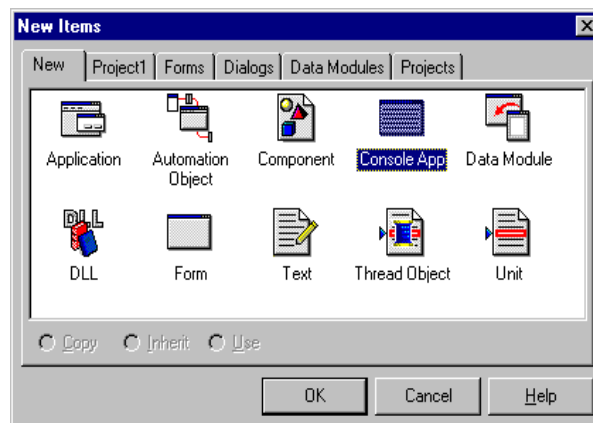 New Items
New Project1 Forms Dialogs Data Modules Projects
Application Automation Object Component Console App Data Module
DLL DLL Form Text Thread Object Unit
Copy Inherit Use
OK Cancel Help